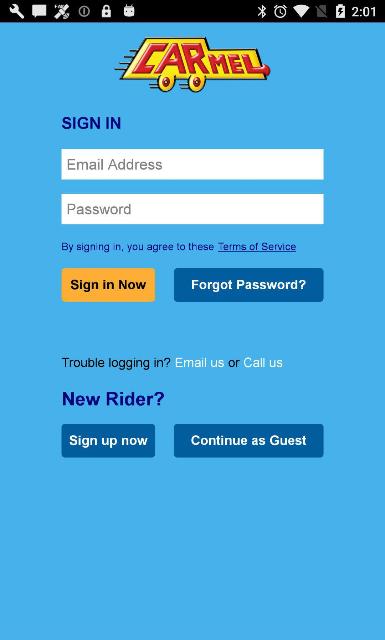 2:01
CARMEL
SIGN IN
Email Address
Password
By signing in, you agree to these Terms of Service
Sign in Now Forgot Password?
Trouble logging in? Email us or Call us
New Rider?
Sign up now Continue as Guest